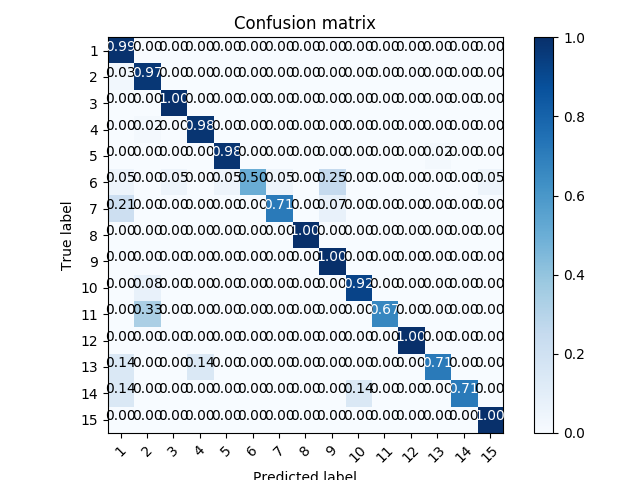 Confusion matrix
1 0.99 0.00 0.00 0.00 0.00 0.00 0.00 0.00 0.00 0.00 0.00 0.00 0.00 0.00 0.00
2 0.03 0.97 0.00 0.00 0.00 0.00 0.00 0.00 0.00 0.00 0.00 0.00 0.00 0.00 0.00
3 0.00 0.00 1.00 0.00 0.00 0.00 0.00 0.00 0.00 0.00 0.00 0.00 0.00 0.00 0.00
4 0.00 0.02 0.00 0.98 0.00 0.00 0.00 0.00 0.00 0.00 0.00 0.00 0.00 0.00 0.00
5 0.00 0.00 0.00 0.00 0.98 0.00 0.00 0.00 0.00 0.00 0.00 0.00 0.02 0.00 0.00
6 0.05 0.00 0.05 0.00 0.05 0.50 0.05 0.00 0.25 0.00 0.00 0.00 0.00 0.00 0.05
7 0.21 0.00 0.00 0.00 0.00 0.00 0.71 0.00 0.07 0.00 0.00 0.00 0.00 0.00 0.00
8 0.00 0.00 0.00 0.00 0.00 0.00 0.00 1.00 0.00 0.00 0.00 0.00 0.00 0.00 0.00
9 0.00 0.00 0.00 0.00 0.00 0.00 0.00 0.00 1.00 0.00 0.00 0.00 0.00 0.00 0.00
10 0.00 0.08 0.00 0.00 0.00 0.00 0.00 0.00 0.00 0.92 0.00 0.00 0.00 0.00 0.00
11 0.00 0.33 0.00 0.00 0.00 0.00 0.00 0.00 0.00 0.00 0.67 0.00 0.00 0.00 0.00
12 0.00 0.00 0.00 0.00 0.00 0.00 0.00 0.00 0.00 0.00 0.00 1.00 0.00 0.00 0.00
13 0.14 0.00 0.00 0.14 0.00 0.00 0.00 0.00 0.00 0.00 0.00 0.00 0.71 0.00 0.00
14 0.14 0.00 0.00 0.00 0.00 0.00 0.00 0.00 0.00 0.14 0.00 0.00 0.00 0.71 0.00
15 0.00 0.00 0.00 0.00 0.00 0.00 0.00 0.00 0.00 0.00 0.00 0.00 0.00 0.00 1.00
True label
1 2 3 4 5 6 7 8 9 10 11 12 13 14 15
Predicted label
1.0
0.8
0.6
0.4
0.2
0.0